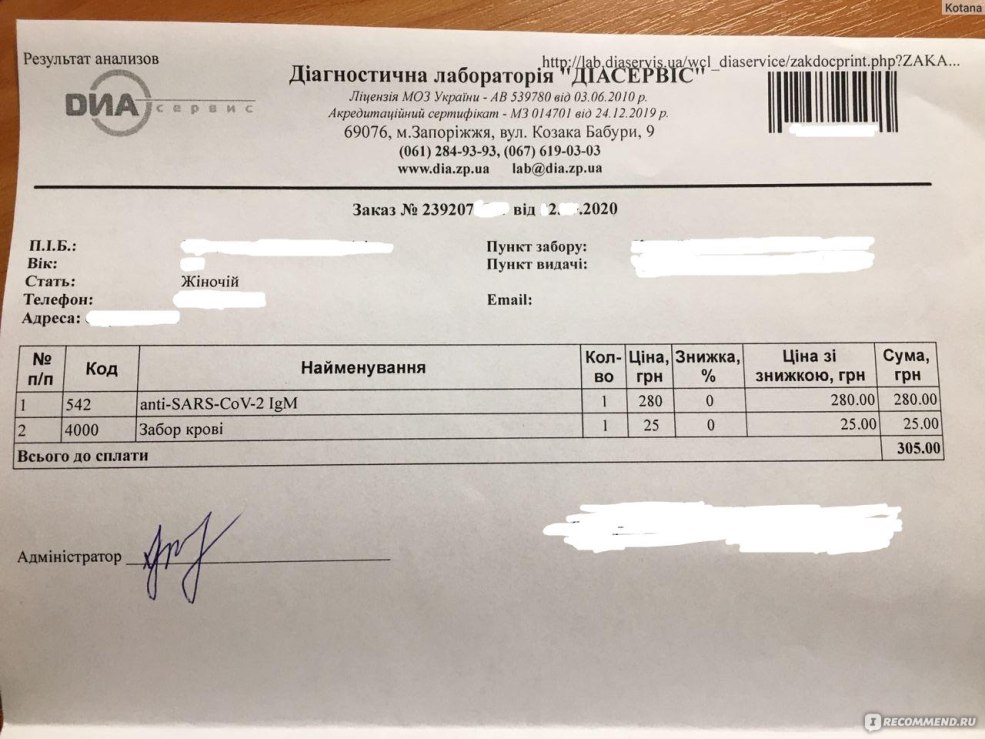 Kotana
Результат анализов
http://lab.diaservis.ua/wcl_diaservice/zakdocprint.php?ZAKA...
ДИА сервис
Діагностична лабораторія "ДІАСЕРВІС"
Ліцензія МОЗ України - АВ 539780 від 03.06.2010 р.
Акредитаційний сертифікат - МЗ 014701 від 24.12.2019 р.
69076, м.Запоріжжя, вул. Козака Бабури, 9
(061) 284-93-93, (067) 619-03-03
www.dia.zp.ua lab@dia.zp.ua
Заказ № 239207 від 2. .2020
П.І.Б.: Пункт забору:
Вік: Пункт видачі:
Стать: Жіночій
Телефон: Email:
Адреса:
№ п/п Код Найменування Кол-во Ціна, грн Знижка, % Ціна зі знижкою, грн Сума, грн
1 542 anti-SARS-CoV-2 IgM 1 280 0 280.00 280.00
2 4000 Забор крові 1 25 0 25.00 25.00
Всього до сплати 305.00
Адміністратор
IRECOMMEND.RU